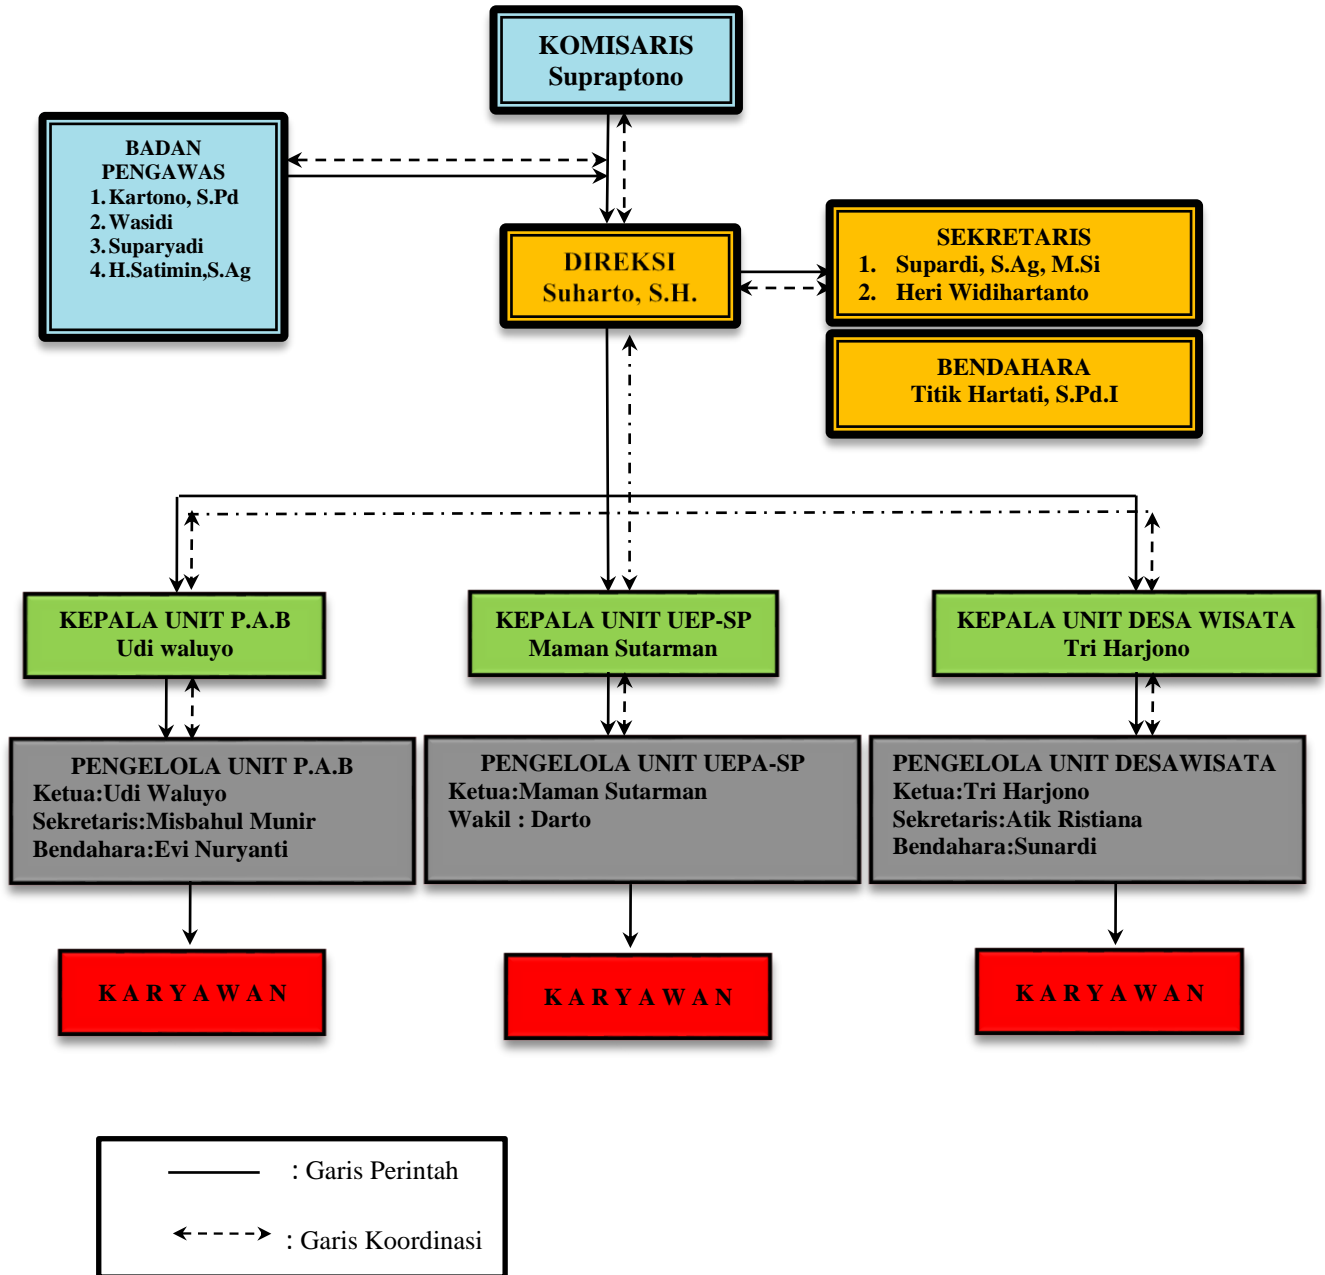 KOMISARIS
Supraptono
BADAN
PENGAWAS
1. Kartono, S.Pd
2. Wasidi
3. Suparyadi
4. H.Satimin,S.Ag
DIREKSI
Suharto, S.H.
SEKRETARIS
1. Supardi, S.Ag, M.Si
2. Heri Widihartanto
BENDAHARA
Titik Hartati, S.Pd.I
KEPALA UNIT P.A.B
Udi waluyo
KEPALA UNIT UEP-SP
Maman Sutarman
KEPALA UNIT DESA WISATA
Tri Harjono
PENGELOLA UNIT P.A.B
Ketua:Udi Waluyo
Sekretaris:Misbahul Munir
Bendahara:Evi Nuryanti
PENGELOLA UNIT UEPA-SP
Ketua:Maman Sutarman
Wakil : Darto
PENGELOLA UNIT DESAWISATA
Ketua:Tri Harjono
Sekretaris:Atik Ristiana
Bendahara:Sunardi
K A R Y A W A N
K A R Y A W A N
K A R Y A W A N
: Garis Perintah
: Garis Koordinasi